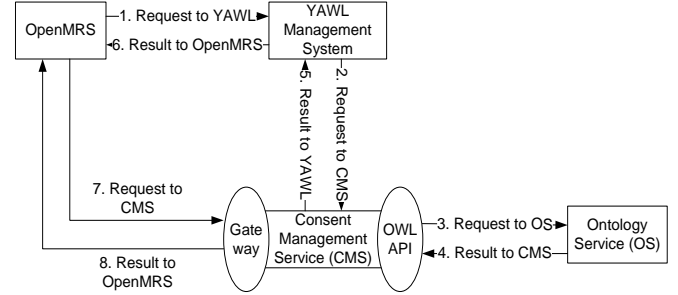 OpenMRS
1. Request to YAWL
6. Result to OpenMRS
YAWL
Management
System
5. Result to YAWL
2. Request to CMS
7. Request to
CMS
8. Result to
OpenMRS
Gate
way
Consent
Management
Service (CMS)
OWL
API
3. Request to OS
4. Result to CMS
Ontology
Service (OS)